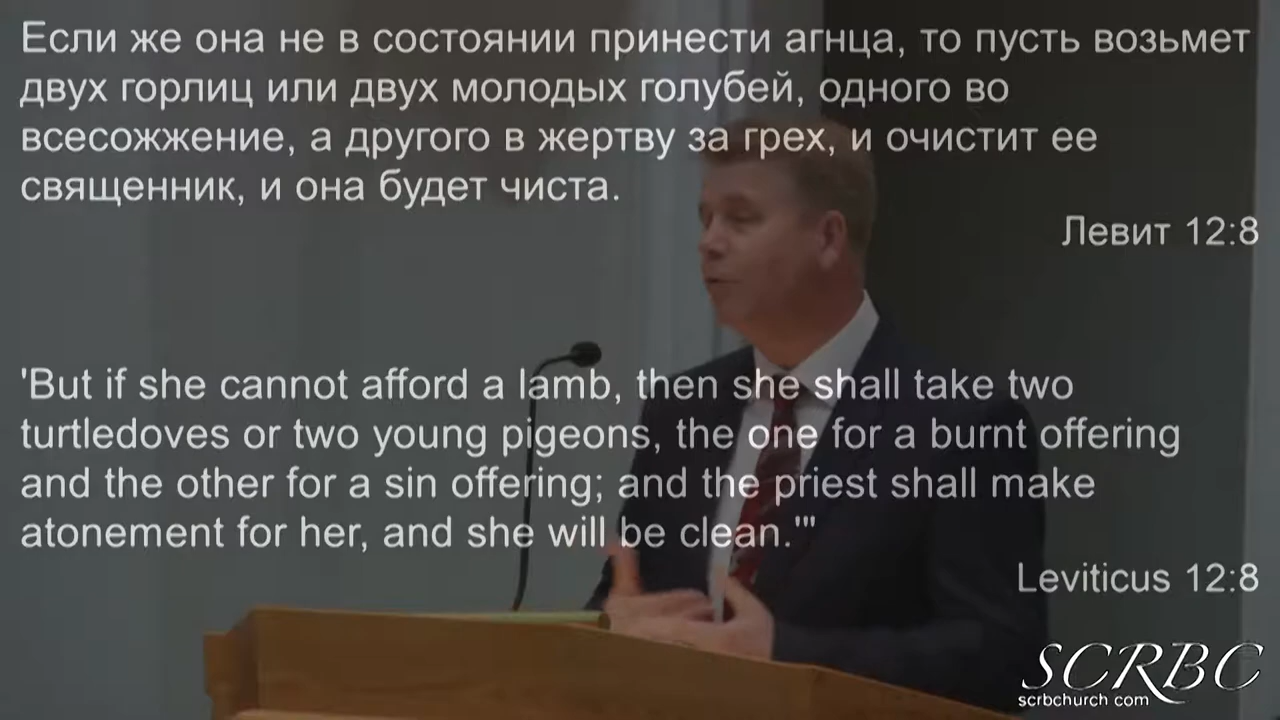 Если же она не в состоянии принести агнца, то пусть возьмет
двух горлиц или двух молодых голубей, одного во
всесожжение, а другого в жертву за грех, и очистит ее
священник, и она будет чиста.
Левит 12:8
'But if she cannot afford a lamb, then she shall take two
turtledoves or two young pigeons, the one for a burnt offering
and the other for a sin offering; and the priest shall make
atonement for her, and she will be clean.'"
Leviticus 12:8
SCRBC
scrbchurch com